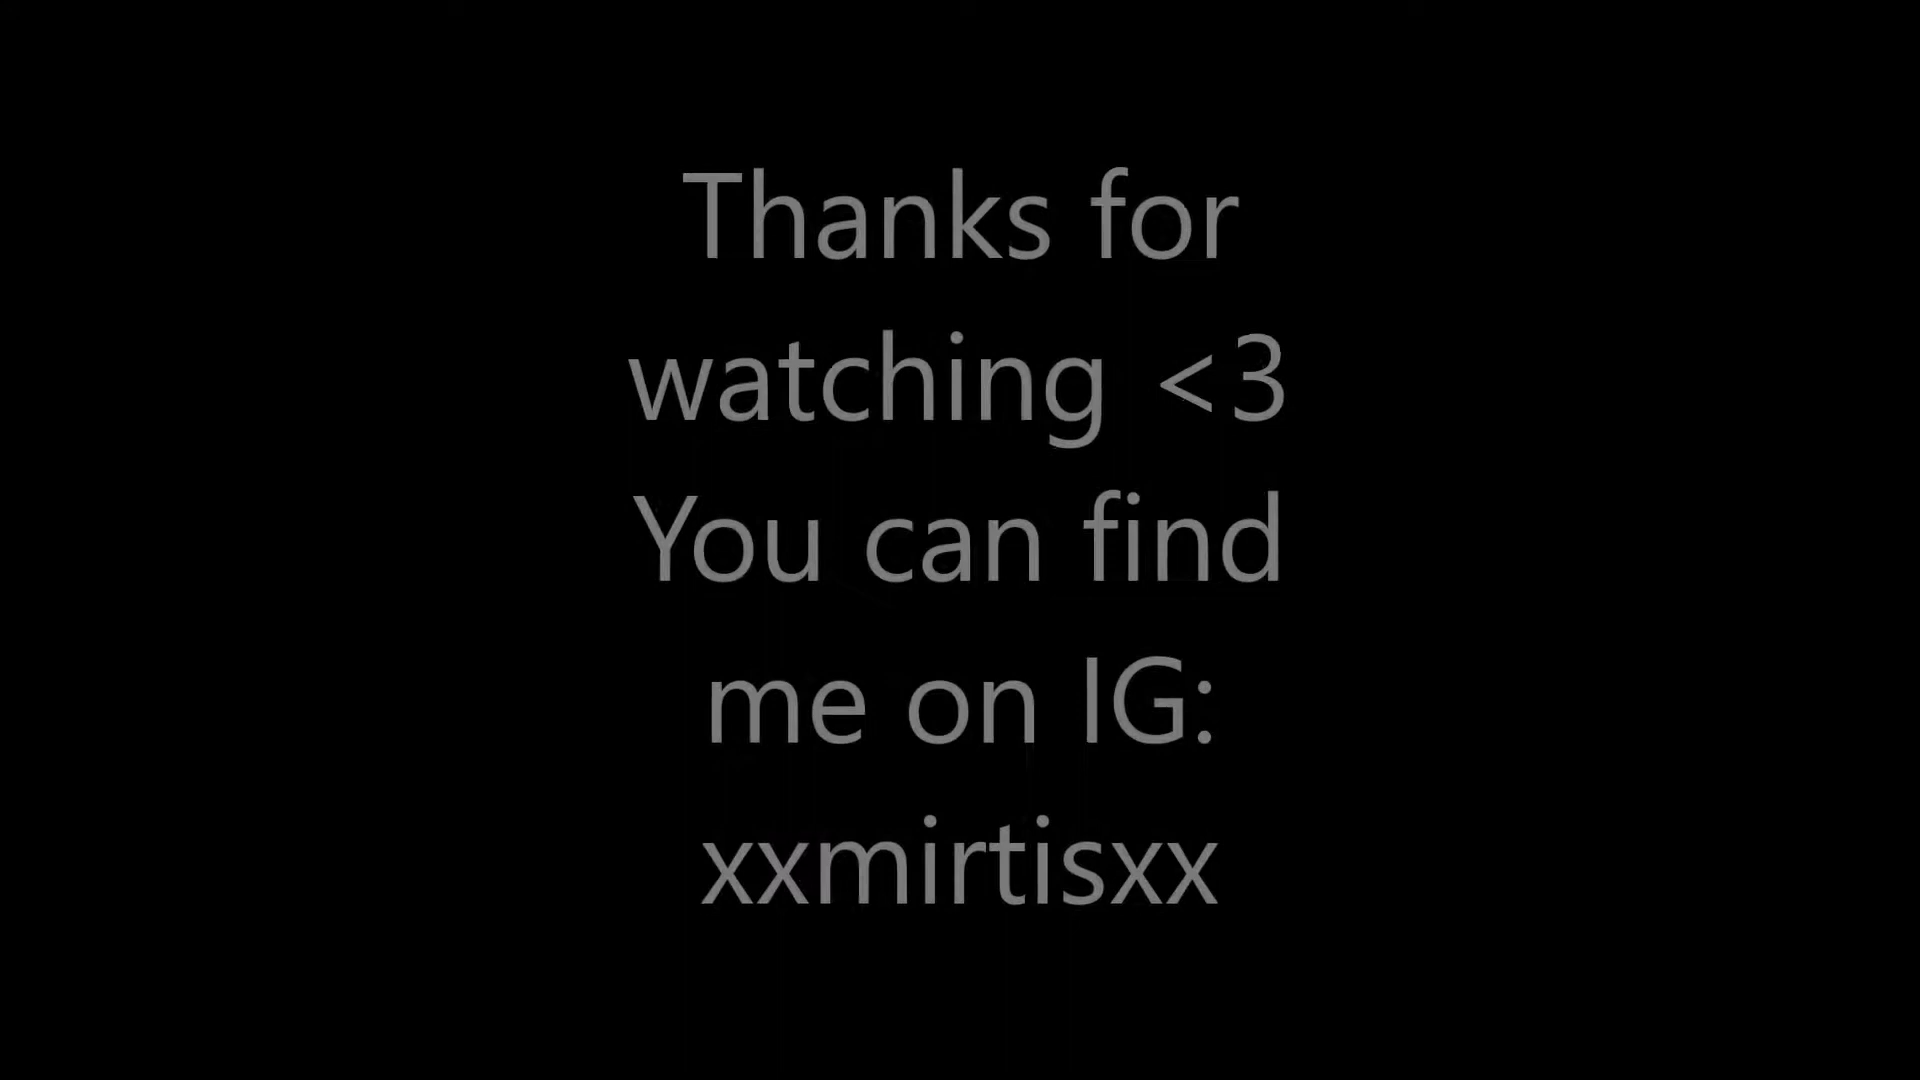 Thanks for
watching <3
You can find
me on IG:
xxmirtisxx